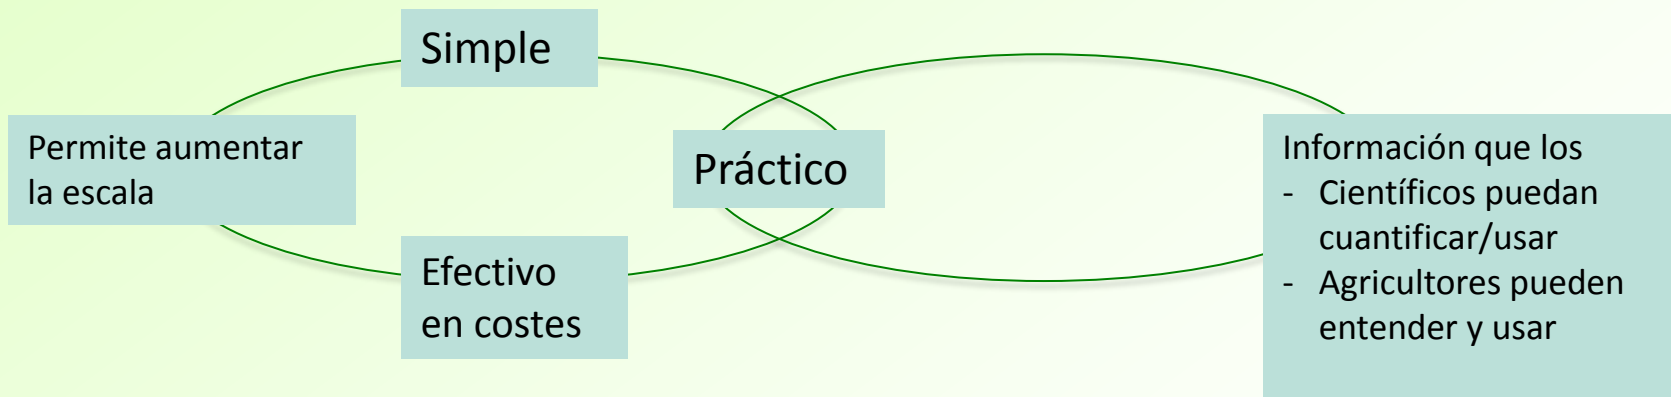 Simple
Permite aumentar
la escala
Práctico
Efectivo
en costes
Información que los
- Científicos puedan
cuantificar/usar
- Agricultores pueden
entender y usar